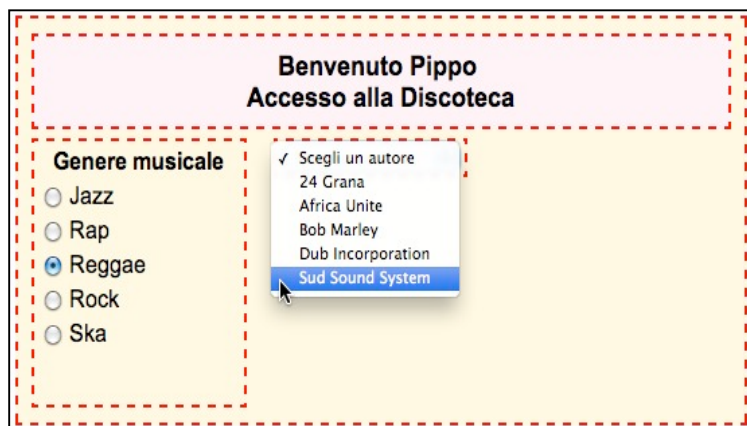 Benvenuto Pippo
Accesso alla Discoteca
Genere musicale
Jazz
Rap
Reggae
Rock
Ska
✓ Scegli un autore
24 Grana
Africa Unite
Bob Marley
Dub Incorporation
Sud Sound System